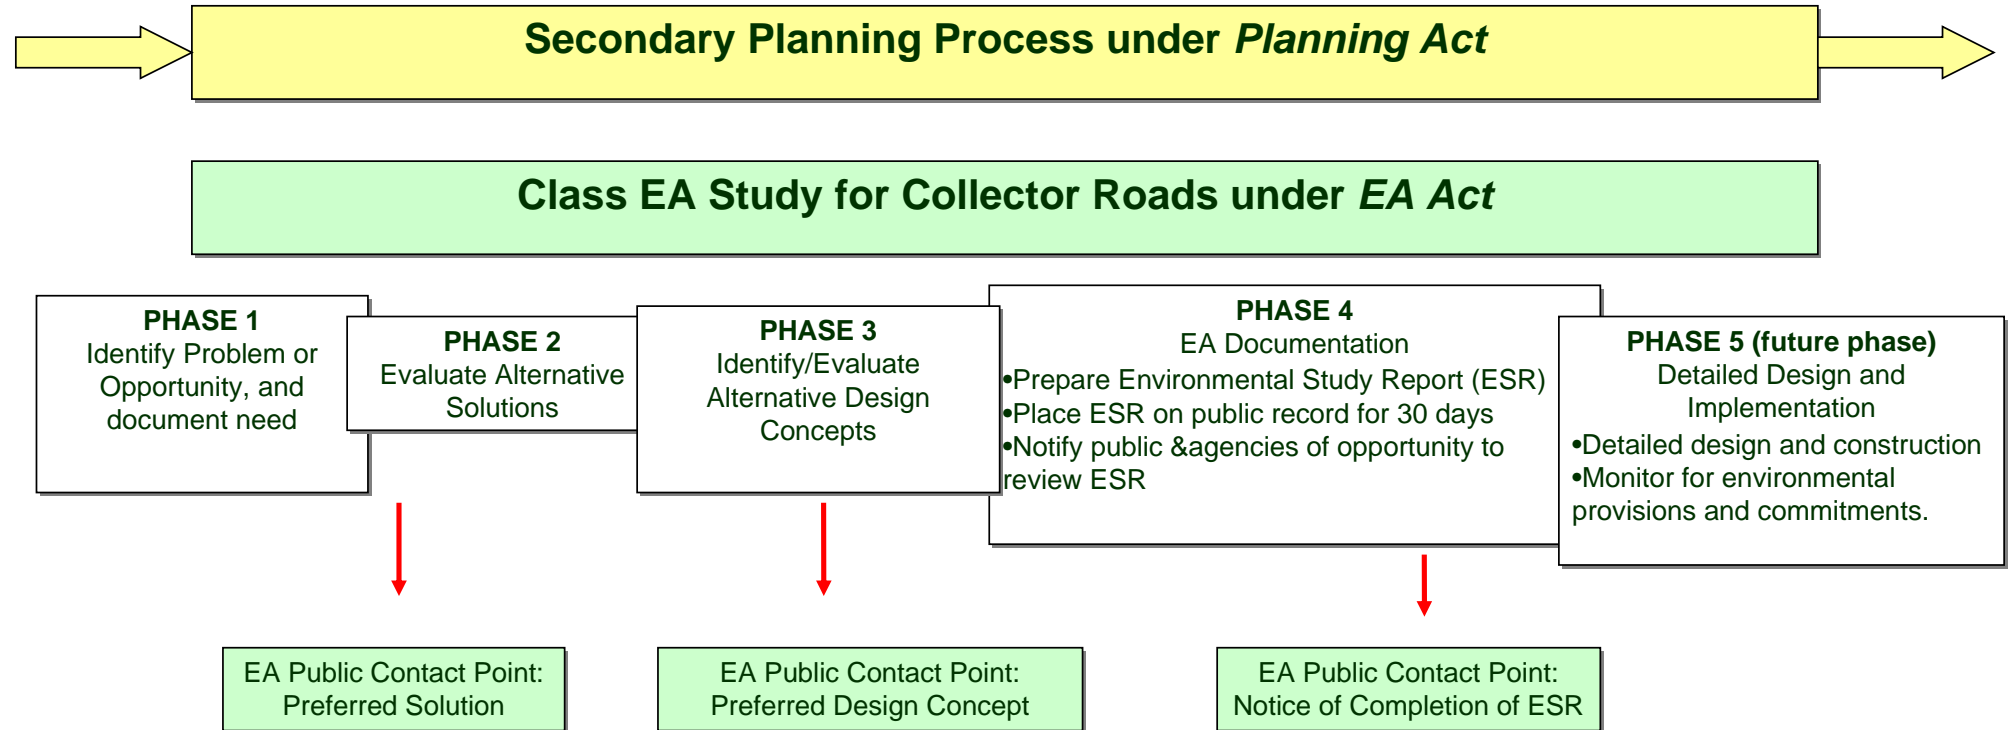 Secondary Planning Process under Planning Act
Class EA Study for Collector Roads under EA Act
PHASE 1
Identify Problem or
Opportunity, and
document need
PHASE 2
Evaluate Alternative
Solutions
PHASE 3
Identify/Evaluate
Alternative Design
Concepts
PHASE 4
EA Documentation
•Prepare Environmental Study Report (ESR)
•Place ESR on public record for 30 days
•Notify public &agencies of opportunity to
review ESR
PHASE 5 (future phase)
Detailed Design and
Implementation
•Detailed design and construction
•Monitor for environmental
provisions and commitments.
EA Public Contact Point:
Preferred Solution
EA Public Contact Point:
Preferred Design Concept
EA Public Contact Point:
Notice of Completion of ESR